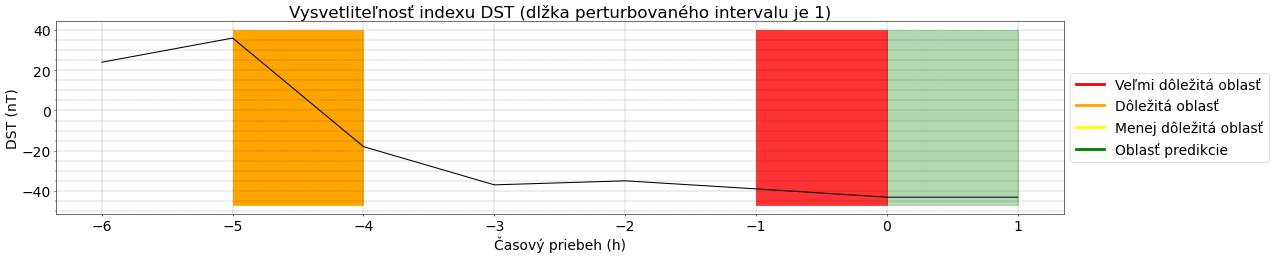 Vysvetliteľnosť indexu DST (dlžka perturbovaného intervalu je 1)
DST (nT)
40
20
0
−20
−40
−6 −5 −4 −3 −2 −1 0 1
Časový priebeh (h)
Veľmi dôležitá oblasť
Dôležitá oblasť
Menej dôležitá oblasť
Oblasť predikcie